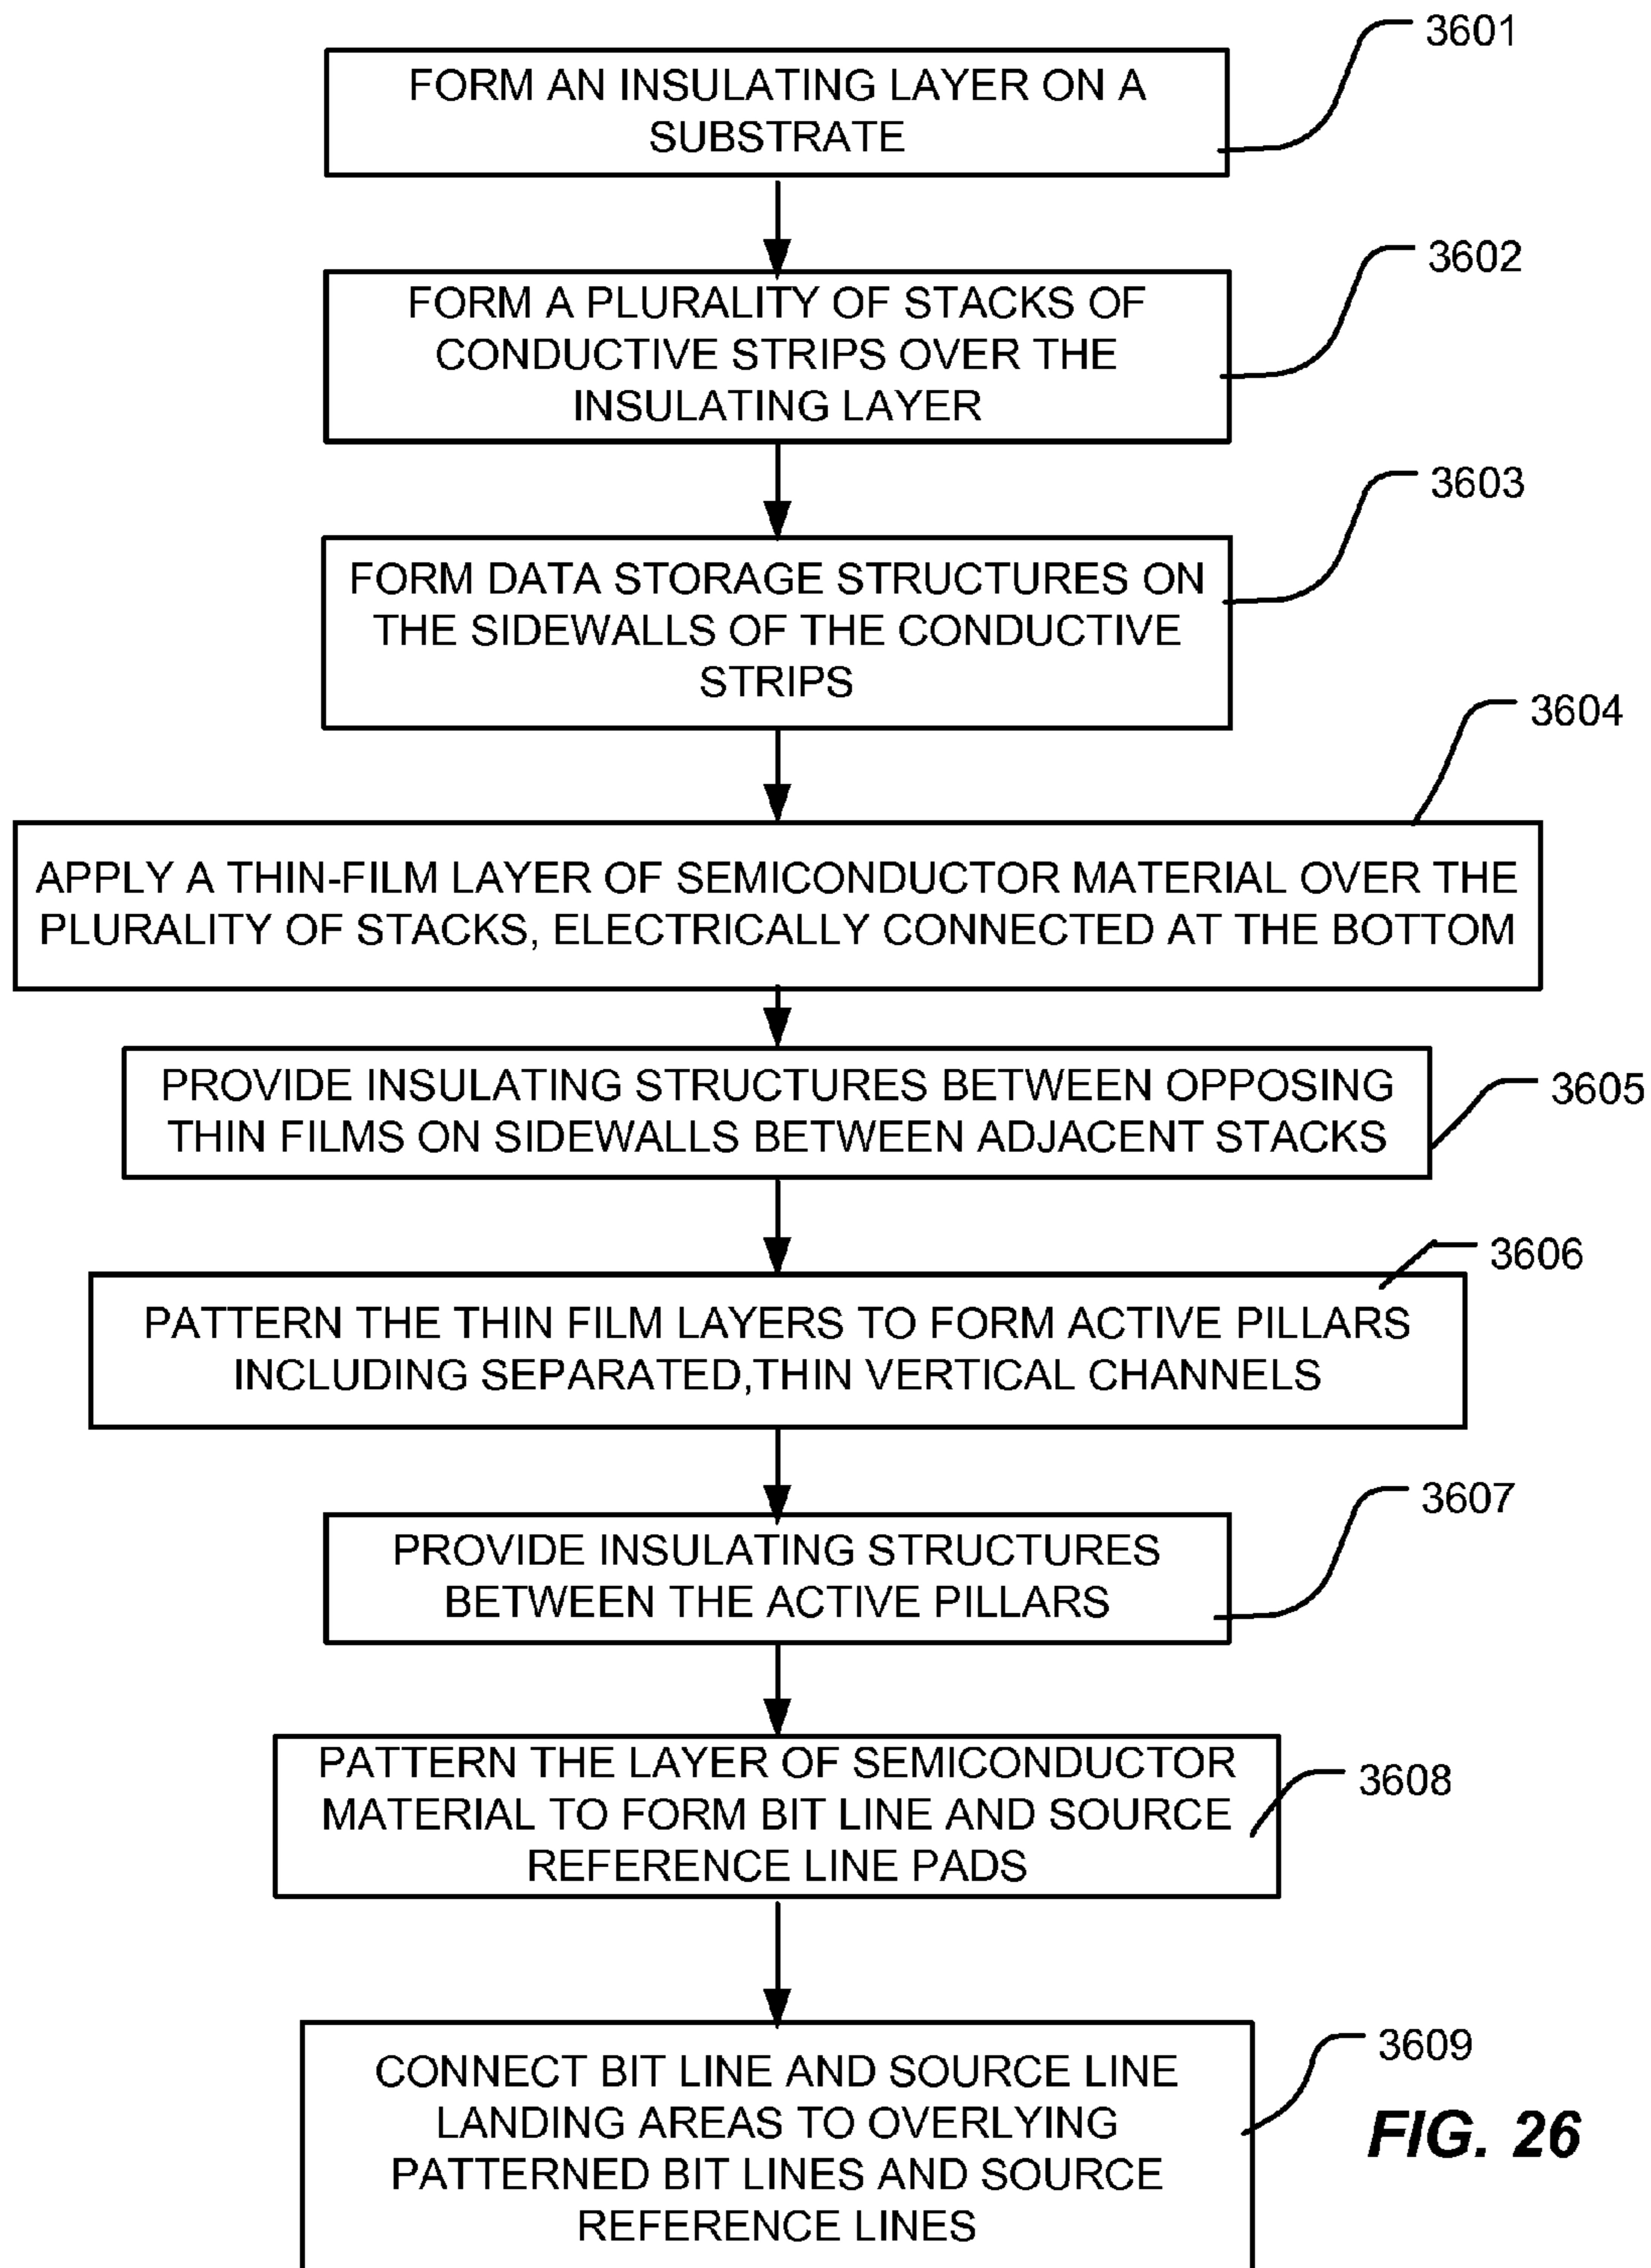 3601
FORM AN INSULATING LAYER ON A
SUBSTRATE
3602
FORM A PLURALITY OF STACKS OF
CONDUCTIVE STRIPS OVER THE
INSULATING LAYER
3603
FORM DATA STORAGE STRUCTURES ON
THE SIDEWALLS OF THE CONDUCTIVE
STRIPS
3604
APPLY A THIN-FILM LAYER OF SEMICONDUCTOR MATERIAL OVER THE
PLURALITY OF STACKS, ELECTRICALLY CONNECTED AT THE BOTTOM
PROVIDE INSULATING STRUCTURES BETWEEN OPPOSING
THIN FILMS ON SIDEWALLS BETWEEN ADJACENT STACKS
3605
3606
PATTERN THE THIN FILM LAYERS TO FORM ACTIVE PILLARS
INCLUDING SEPARATED,THIN VERTICAL CHANNELS
3607
PROVIDE INSULATING STRUCTURES
BETWEEN THE ACTIVE PILLARS
PATTERN THE LAYER OF SEMICONDUCTOR
MATERIAL TO FORM BIT LINE AND SOURCE
REFERENCE LINE PADS
3608
3609
CONNECT BIT LINE AND SOURCE LINE
LANDING AREAS TO OVERLYING
PATTERNED BIT LINES AND SOURCE
REFERENCE LINES
FIG. 26